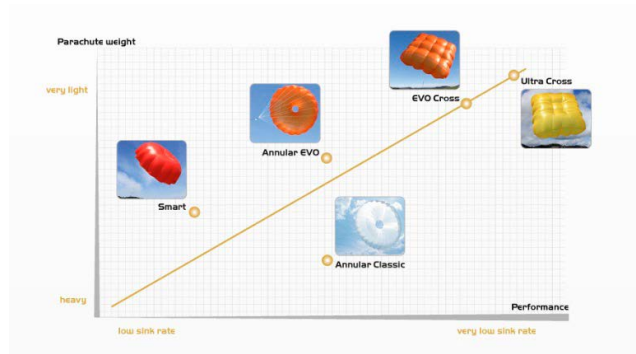 Parachute weight
very light
EVO Cross
Ultra Cross
Annular EVO
Smart
Annular Classic
heavy
Performance
low sink rate
very low sink rate